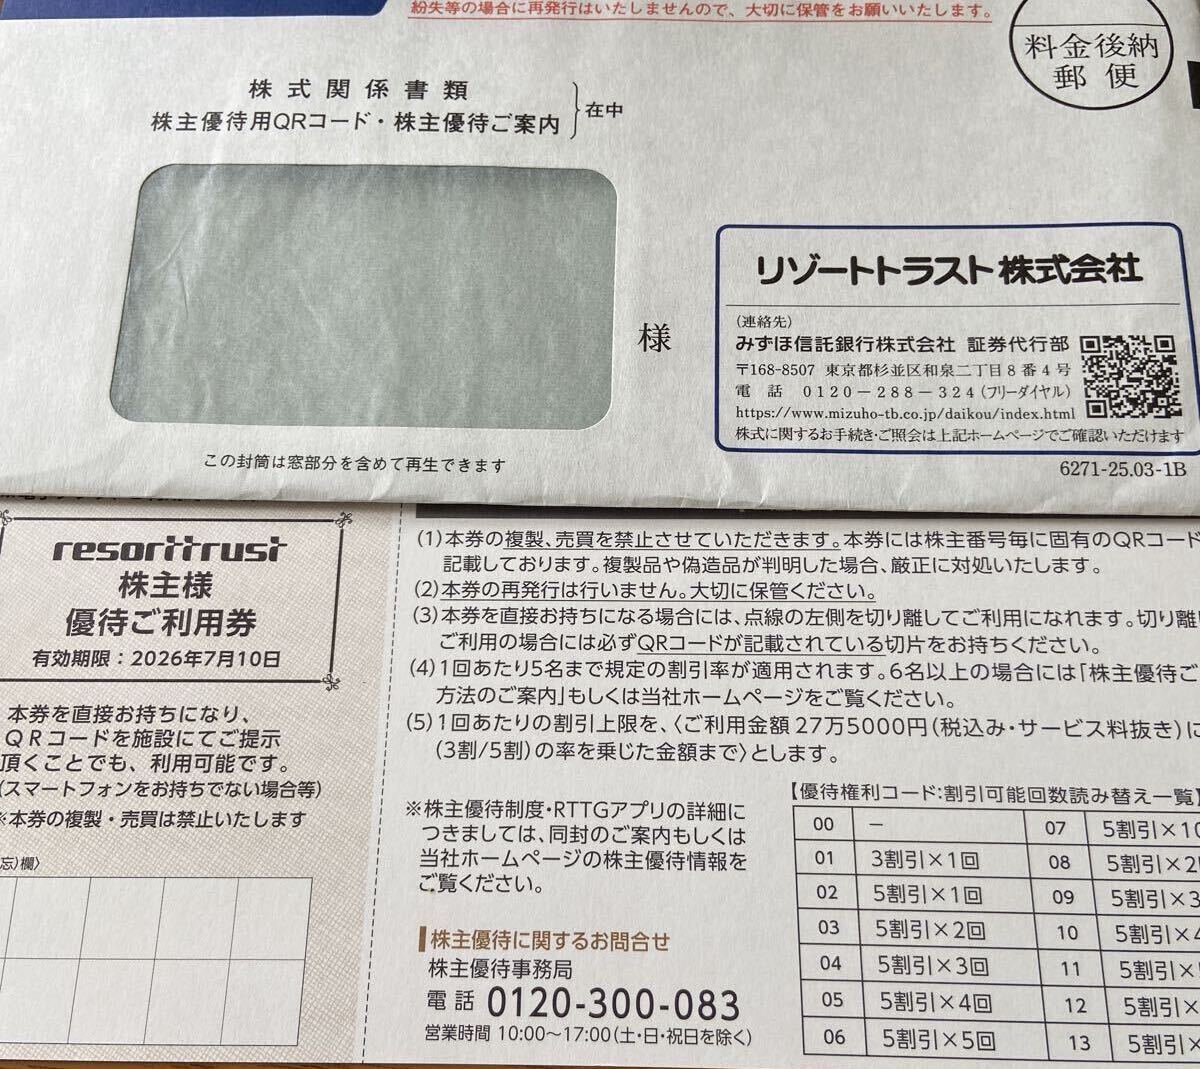 紛失等の場合に再発行はいたしませんので、大切に保管をお願いいたします。
料金後納
郵便
株式関係書類
株主優待用QRコード・株主優待ご案内
在中
様
リゾートトラスト株式会社
(連絡先)
みずほ信託銀行株式会社 証券代行部
〒168-8507 東京都杉並区和泉二丁目8番4号
電 話 0120-288-324(フリーダイヤル)
https://www.mizuho-tb.co.jp/daikou/index.html
株式に関するお手続き・ご照会は上記ホームページでご確認いただけます
この封筒は窓部分を含めて再生できます
6271-25.03-1B
resorttrust
株主様
優待ご利用券
有効期限：2026年7月10日
本券を直接お持ちになり、
QRコードを施設にてご提示
頂くことでも、利用可能です。
(スマートフォンをお持ちでない場合等)
※本券の複製・売買は禁止いたします
忘)欄〉
(1)本券の複製、売買を禁止させていただきます。本券には株主番号毎に固有のQRコード
記載しております。複製品や偽造品が判明した場合、厳正に対処いたします。
(2)本券の再発行は行いません。大切に保管ください。
(3)本券を直接お持ちになる場合には、点線の左側を切り離してご利用になれます。切り離し
ご利用の場合には必ずQRコードが記載されている切片をお持ちください。
(4)1回あたり5名まで規定の割引率が適用されます。6名以上の場合には「株主優待ご
方法のご案内」もしくは当社ホームページをご覧ください。
(5)1回あたりの割引上限を、〈ご利用金額27万5000円(税込み・サービス料抜き)に
(3割/5割)の率を乗じた金額まで〉とします。
※株主優待制度・RTTGアプリの詳細に
つきましては、同封のご案内もしくは
当社ホームページの株主優待情報を
ご覧ください。
株主優待に関するお問合せ
株主優待事務局
電話 0120-300-083
営業時間 10:00〜17:00(土・日・祝日を除く)
【優待権利コード:割引可能回数読み替え一覧】
00 － 07 5割引×10
01 3割引×1回 08 5割引×2
02 5割引×1回 09 5割引×3
03 5割引×2回 10 5割引×4
04 5割引×3回 11 5割引×
05 5割引×4回 12 5割引×
06 5割引×5回 13 5割引×